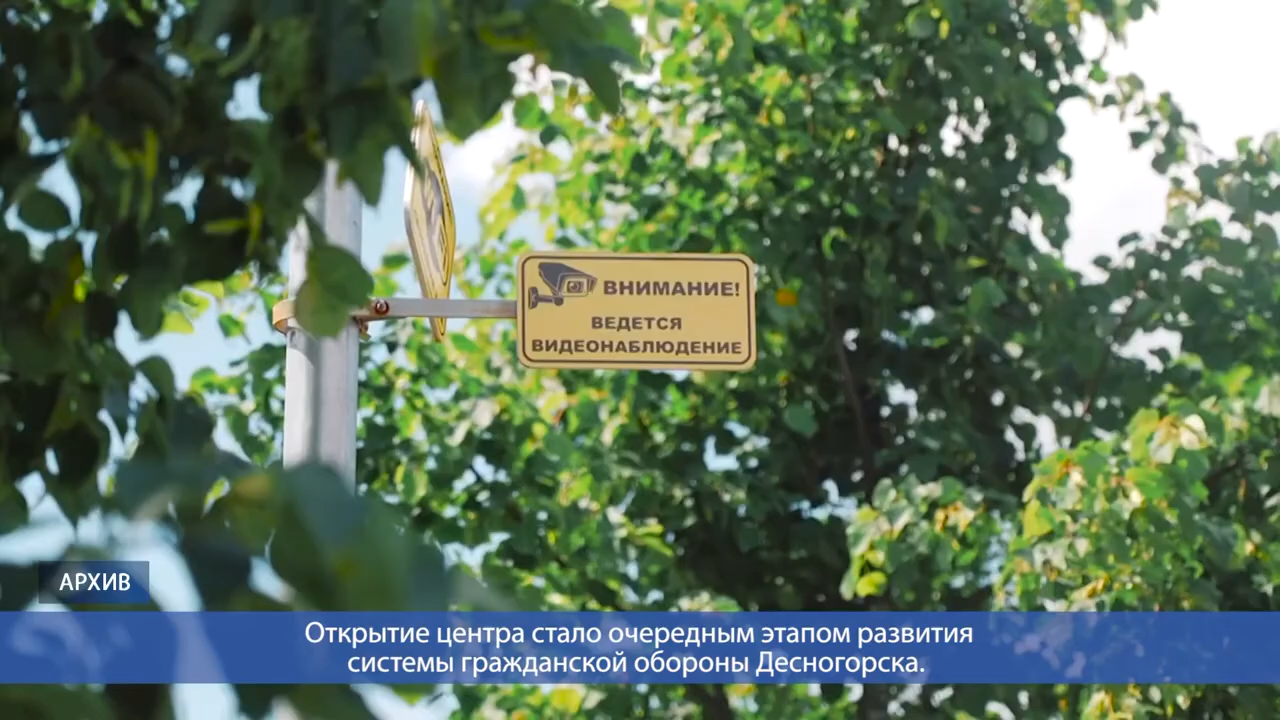 ВНИМАНИЕ!
ВЕДЕТСЯ
ВИДЕОНАБЛЮДЕНИЕ
АРХИВ
Открытие центра стало очередным этапом развития
системы гражданской обороны Десногорска.